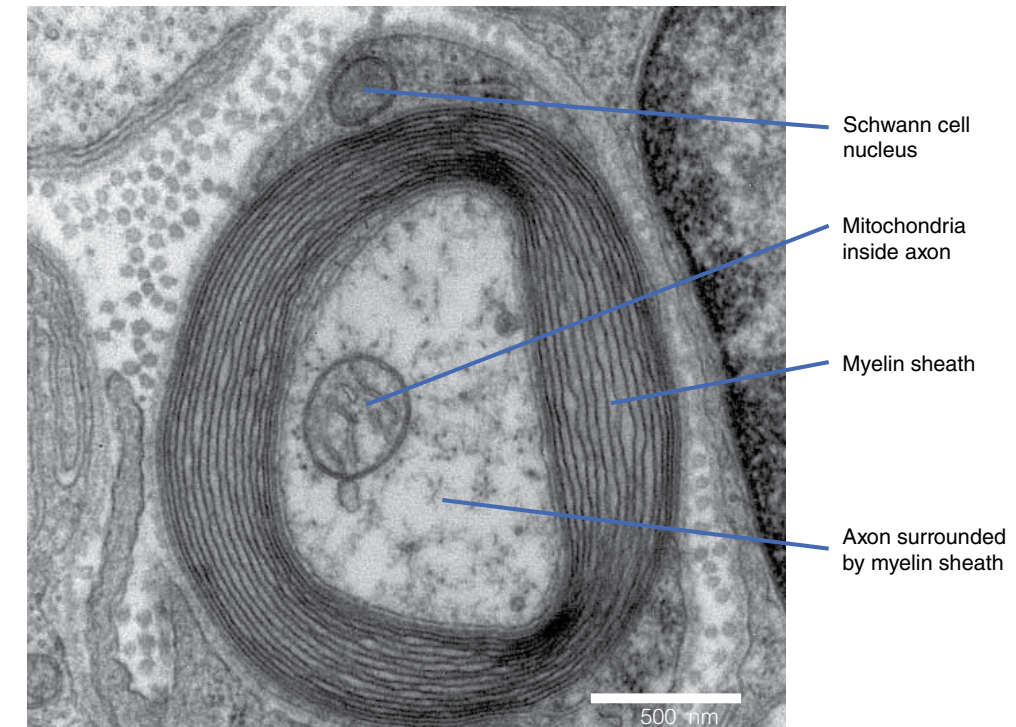 Schwann cell
nucleus
Mitochondria
inside axon
Myelin sheath
Axon surrounded
by myelin sheath
500 nm